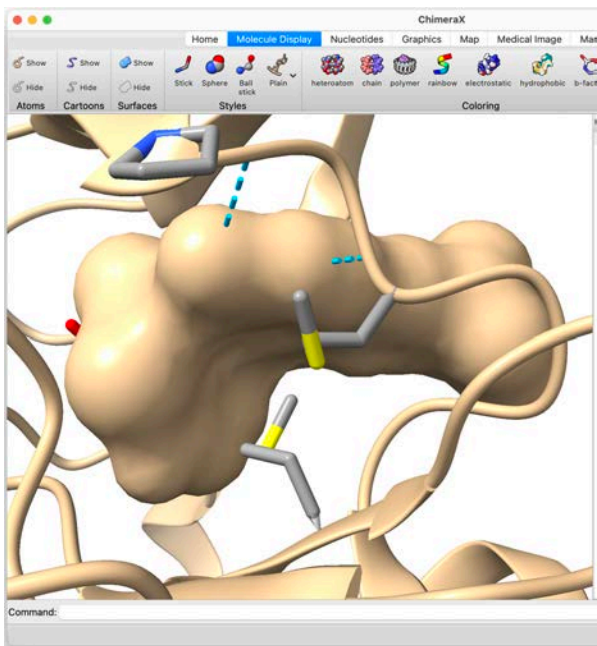 ChimeraX
Home Molecule Display Nucleotides Graphics Map Medical Image
Show Show Show
Hide Hide Hide
Stick Sphere Ball stick Plain heteroatom chain polymer rainbow electrostatic hydrophobic
Atoms Cartoons Surfaces Styles Coloring
Command: